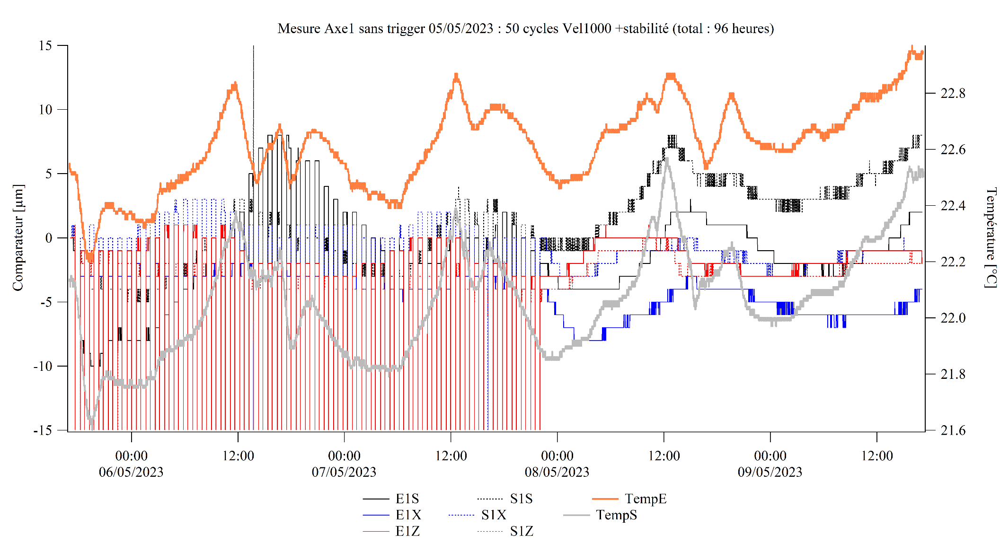 Mesure Axe1 sans trigger 05/05/2023 : 50 cycles Vel1000 +stabilité (total : 96 heures)
Comparateur [µm]
15
10
5
0
-5
-10
-15
Température [°C]
22.8
22.6
22.4
22.2
22.0
21.8
21.6
00:00 12:00 00:00 12:00 00:00 12:00 00:00 12:00
06/05/2023 07/05/2023 08/05/2023 09/05/2023
E1S S1S TempE
E1X S1X TempS
E1Z S1Z